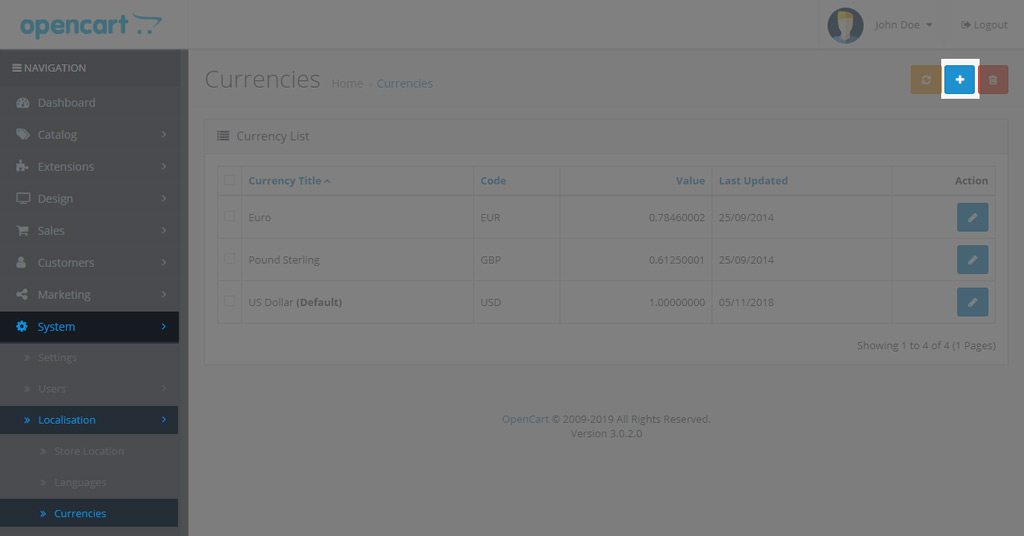 opencart
John Doe
Logout
NAVIGATION
Currencies
Home › Currencies
Dashboard
Catalog
Extensions
Design
Sales
Customers
Marketing
System
Settings
Users
Localisation
Store Location
Languages
Currencies
Currency List
Currency Title Code Value Last Updated Action
Euro EUR 0.78460002 25/09/2014
Pound Sterling GBP 0.61250001 25/09/2014
US Dollar (Default) USD 1.00000000 05/11/2018
Showing 1 to 4 of 4 (1 Pages)
OpenCart © 2009-2019 All Rights Reserved.
Version 3.0.2.0